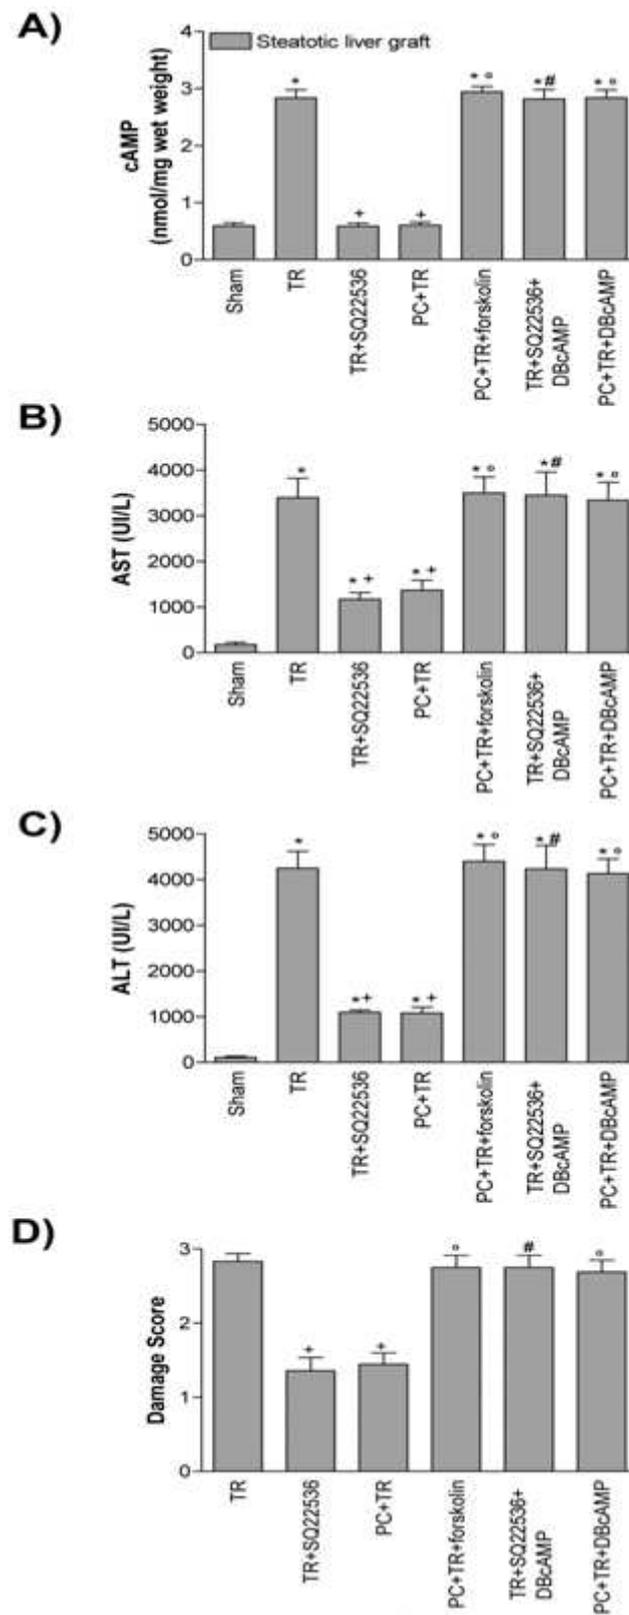 A)
Steatotic liver graft
cAMP
(nmol/mg wet weight)
4
3
2
1
0
*
+
+
* °
*#
* °
Sham
TR
TR+SQ22536
PC+TR
PC+TR+forskolin
TR+SQ22536+
DBcAMP
PC+TR+DBcAMP
B)
AST (UI/L)
5000
4000
3000
2000
1000
0
*
* +
* +
* °
*#
* °
Sham
TR
TR+SQ22536
PC+TR
PC+TR+forskolin
TR+SQ22536+
DBcAMP
PC+TR+DBcAMP
C)
ALT (UI/L)
5000
4000
3000
2000
1000
0
*
*+
* +
* °
*#
* °
Sham
TR
TR+SQ22536
PC+TR
PC+TR+forskolin
TR+SQ22536+
DBcAMP
PC+TR+DBcAMP
D)
Damage Score
3
2
1
0
+
+
°
#
°
TR
TR+SQ22536
PC+TR
PC+TR+forskolin
TR+SQ22536+
DBcAMP
PC+TR+DBcAMP